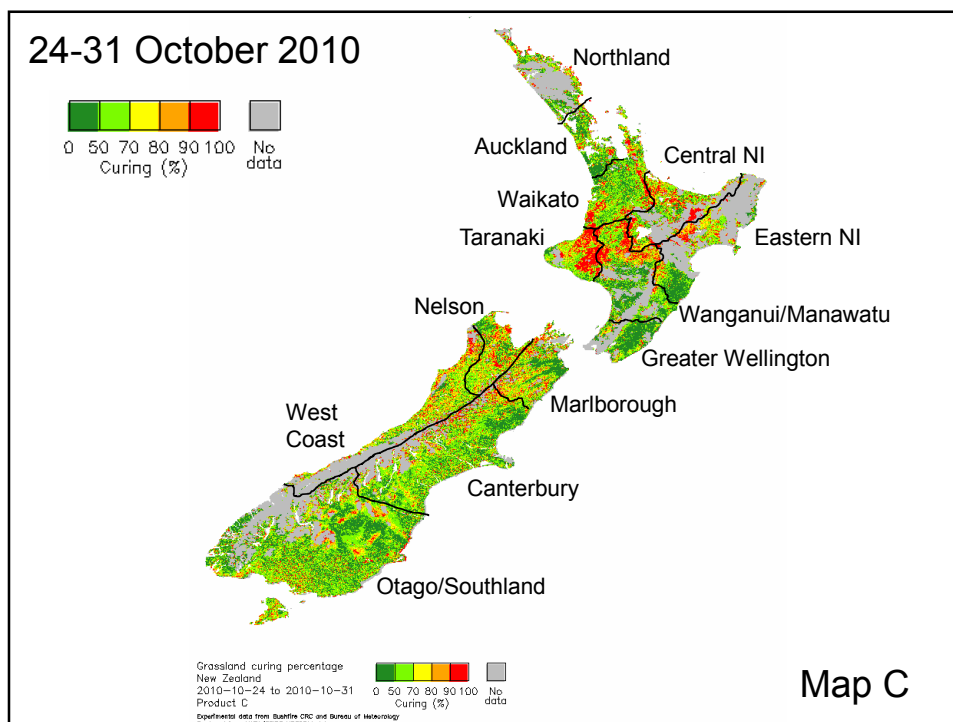 24-31 October 2010
0 50 70 80 90 100
Curing (%)
No
data
Northland
Auckland
Central NI
Waikato
Taranaki
Eastern NI
Nelson
Wanganui/Manawatu
Greater Wellington
Marlborough
West
Coast
Canterbury
Otago/Southland
Grassland curing percentage
New Zealand
2010-10-24 to 2010-10-31
Product C
0 50 70 80 90 100
Curing (%)
No
data
Experimental data from Bushfire CRC and Bureau of Meteorology
Map C